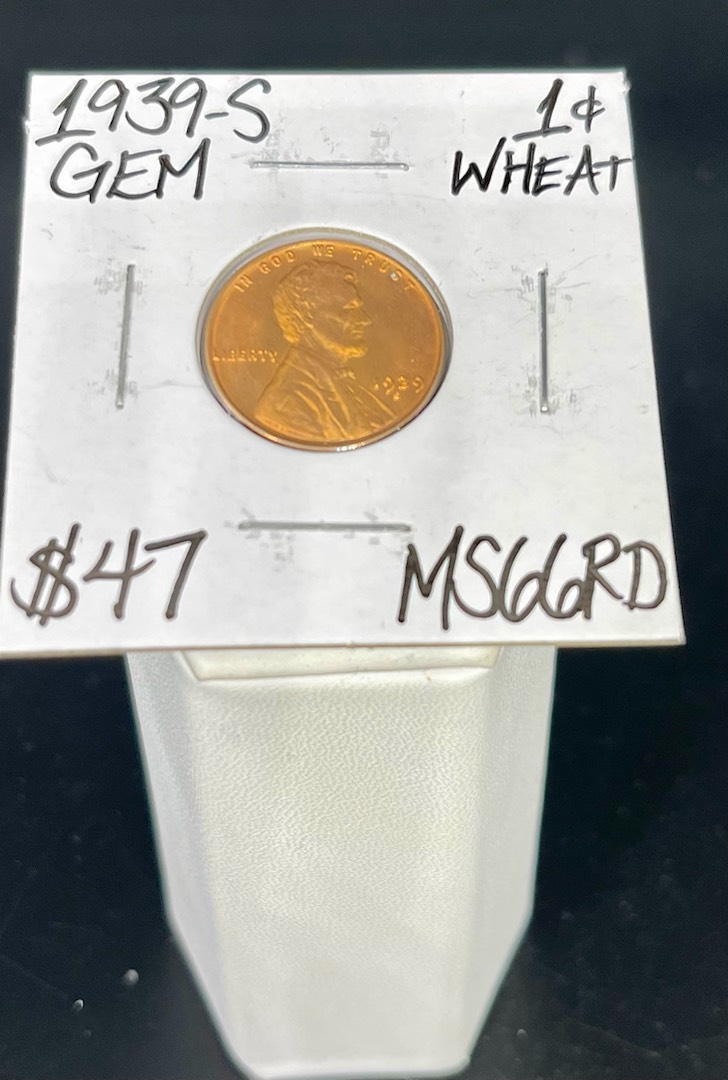 1939-S
GEM
1¢
WHEAT
IN GOD WE TRUST
LIBERTY
1939
S
$47
MS66RD